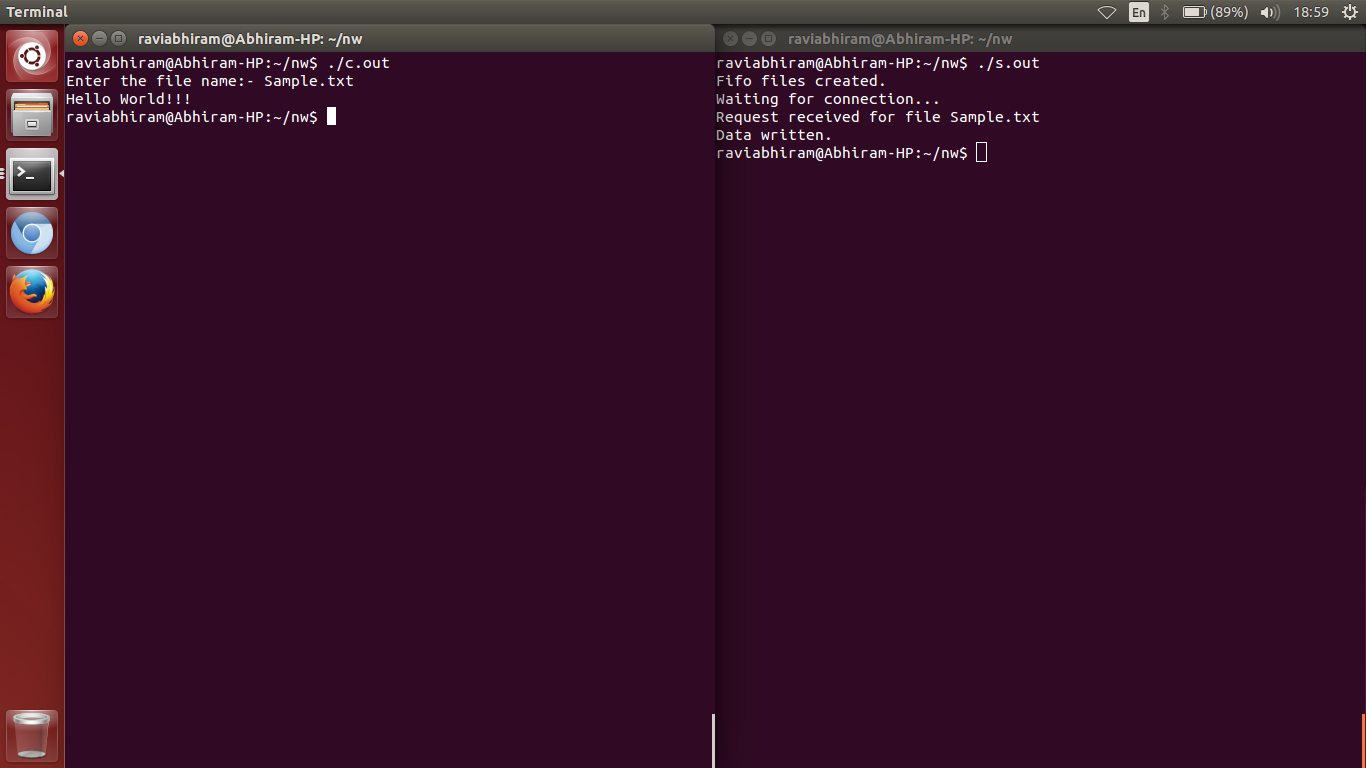 Terminal
En
(89%)
18:59
raviabhiram@Abhiram-HP: ~/nw
raviabhiram@Abhiram-HP:~/nw$ ./c.out
Enter the file name:- Sample.txt
Hello World!!!
raviabhiram@Abhiram-HP:~/nw$
raviabhiram@Abhiram-HP: ~/nw
raviabhiram@Abhiram-HP:~/nw$ ./s.out
Fifo files created.
Waiting for connection...
Request received for file Sample.txt
Data written.
raviabhiram@Abhiram-HP:~/nw$